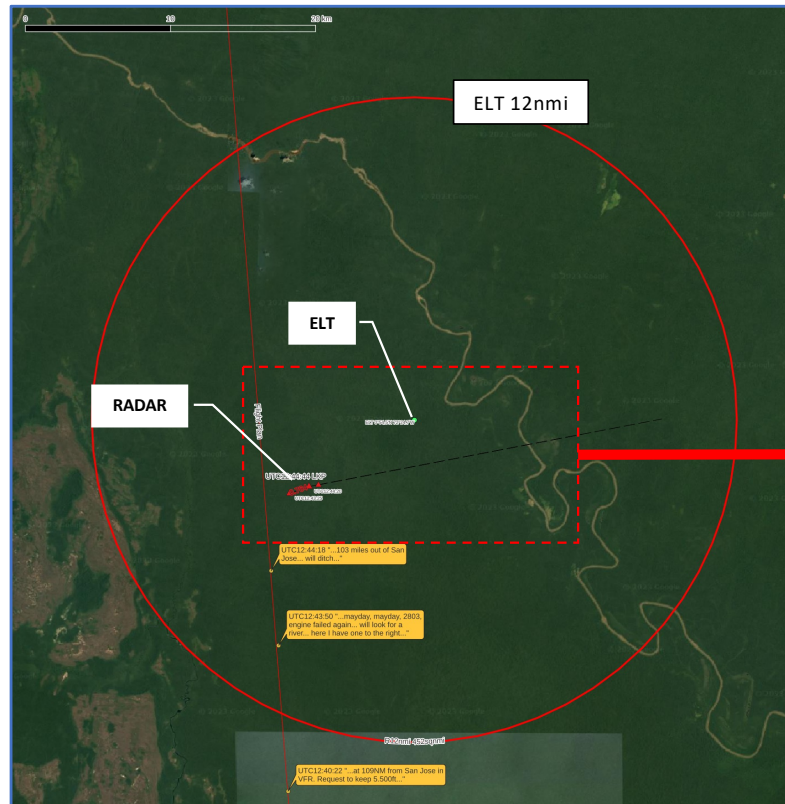 0
10
20 km
ELT 12nmi
ELT
RADAR
Flight Plan
UTC12:44:44 LXP
UTC12:44:18 "...103 miles out of San
Jose... will ditch..."
UTC12:43:50 "...mayday, mayday, 2803,
engine failed again... will look for a
river... here I have one to the right..."
R12nmi 452sqnmi
UTC12:40:22 "...at 109NM from San Jose in
VFR. Request to keep 5.500ft..."